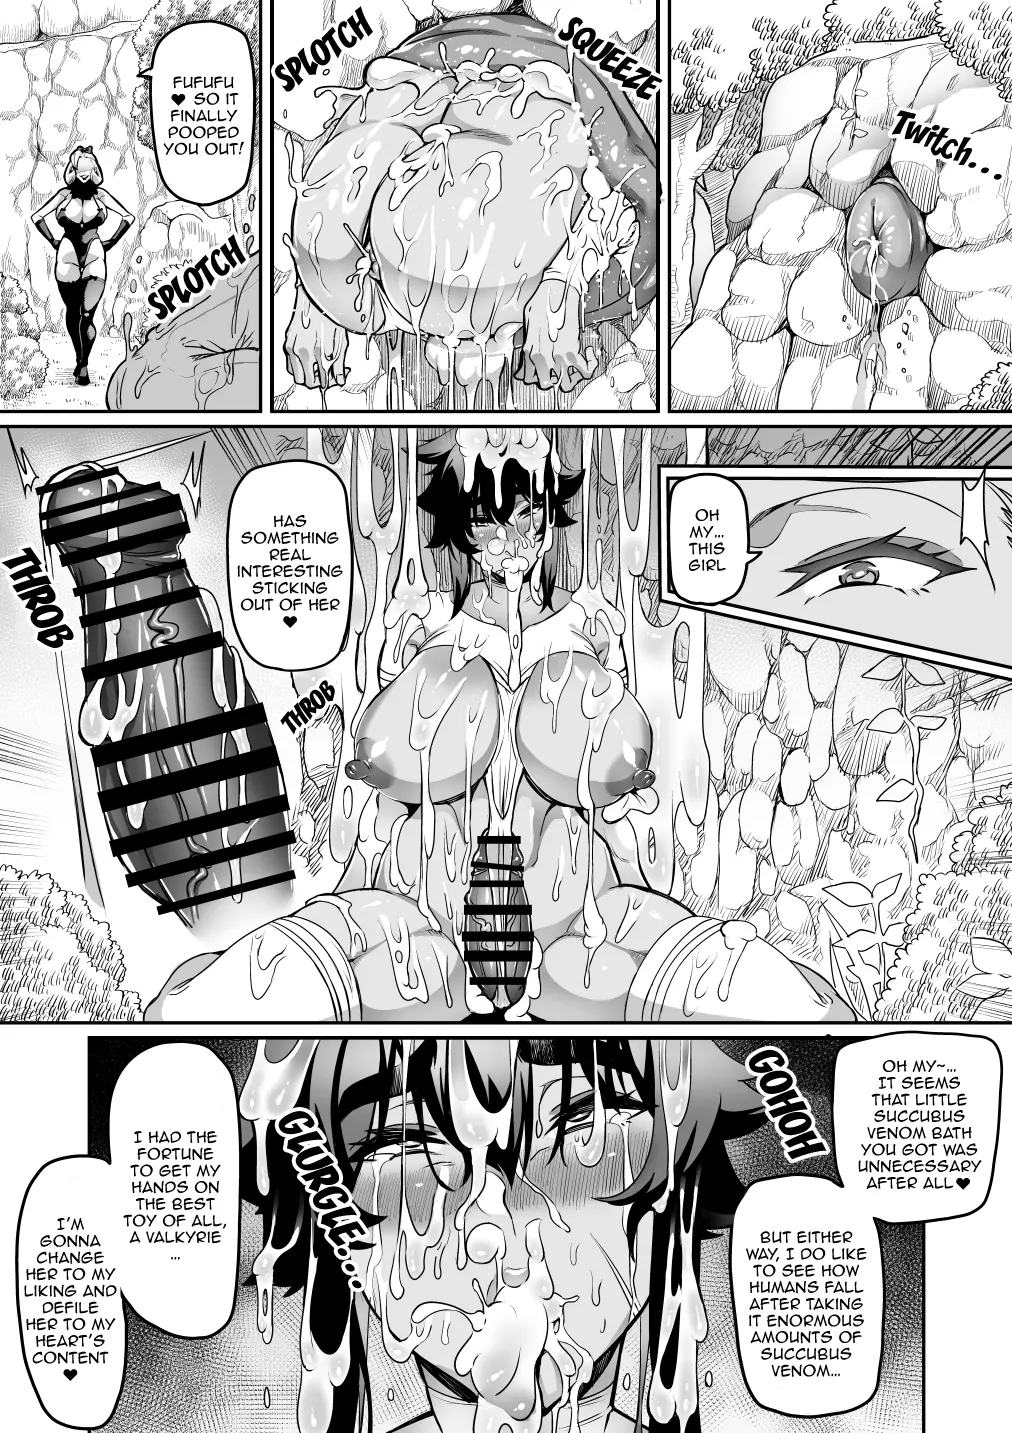 Twitch...
SQUEEZE
SPLOTCH
FUFUFU
♥ SO IT
FINALLY
POOPED
YOU OUT!
SPLOTCH
OH
MY...
THIS
GIRL
HAS
SOMETHING
REAL
INTERESTING
STICKING
OUT OF HER
♥
THROB
THROB
OH MY~...
IT SEEMS
THAT LITTLE
SUCCUBUS
VENOM BATH
YOU GOT WAS
UNNECESSARY
AFTER ALL♥
GOHOH
BUT EITHER
WAY, I DO LIKE
TO SEE HOW
HUMANS FALL
AFTER TAKING
IT ENORMOUS
AMOUNTS OF
SUCCUBUS
VENOM...
GLURGLE...
I HAD THE
FORTUNE
TO GET MY
HANDS ON
THE BEST
TOY OF ALL,
A VALKYRIE
...
I'M
GONNA
CHANGE
HER TO MY
LIKING AND
DEFILE
HER TO MY
HEART'S
CONTENT
♥